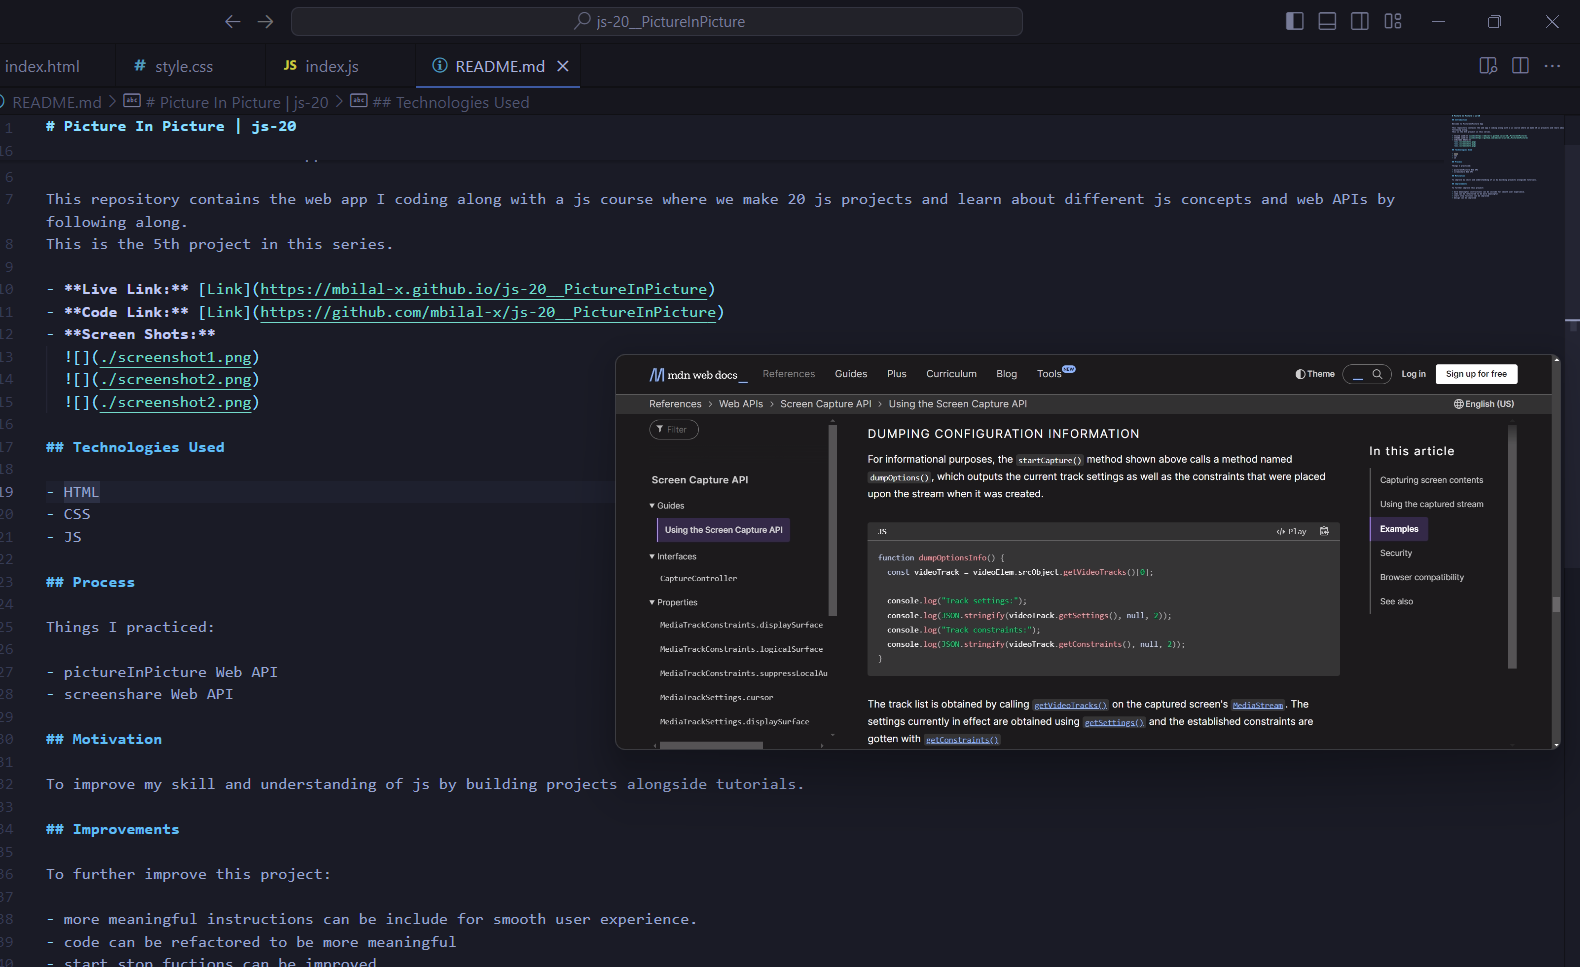 js-20__PictureInPicture
index.html
# style.css
JS index.js
README.md
README.md > # Picture In Picture | js-20 > ## Technologies Used
1 # Picture In Picture | js-20
16
6
7 This repository contains the web app I coding along with a js course where we make 20 js projects and learn about different js concepts and web APIs by
following along.
8 This is the 5th project in this series.
9
10 - **Live Link:** [Link](https://mbilal-x.github.io/js-20__PictureInPicture)
11 - **Code Link:** [Link](https://github.com/mbilal-x/js-20__PictureInPicture)
12 - **Screen Shots:**
13 ![](./screenshot1.png)
14 ![](./screenshot2.png)
15 ![](./screenshot2.png)
16
17 ## Technologies Used
18
19 - HTML
20 - CSS
21 - JS
22
23 ## Process
24
25 Things I practiced:
26
27 - pictureInPicture Web API
28 - screenshare Web API
29
30 ## Motivation
31
32 To improve my skill and understanding of js by building projects alongside tutorials.
33
34 ## Improvements
35
36 To further improve this project:
37
38 - more meaningful instructions can be include for smooth user experience.
39 - code can be refactored to be more meaningful
40 - start stop fuctions can be improved
mdn web docs_
References Guides Plus Curriculum Blog Tools NEW
Theme
Log in
Sign up for free
References > Web APIs > Screen Capture API > Using the Screen Capture API
English (US)
Filter
Screen Capture API
Guides
Using the Screen Capture API
Interfaces
CaptureController
Properties
MediaTrackConstraints.displaySurface
MediaTrackConstraints.logicalSurface
MediaTrackConstraints.suppressLocalAu
MediaTrackSettings.cursor
MediaTrackSettings.displaySurface
DUMPING CONFIGURATION INFORMATION
For informational purposes, the startCapture() method shown above calls a method named
dumpOptions(), which outputs the current track settings as well as the constraints that were placed
upon the stream when it was created.
JS
Play
function dumpOptionsInfo() {
const videoTrack = videoElem.srcObject.getVideoTracks()[0];
console.log("Track settings:");
console.log(JSON.stringify(videoTrack.getSettings(), null, 2));
console.log("Track constraints:");
console.log(JSON.stringify(videoTrack.getConstraints(), null, 2));
}
The track list is obtained by calling getVideoTracks() on the captured screen's MediaStream. The
settings currently in effect are obtained using getSettings() and the established constraints are
gotten with getConstraints()
In this article
Capturing screen contents
Using the captured stream
Examples
Security
Browser compatibility
See also